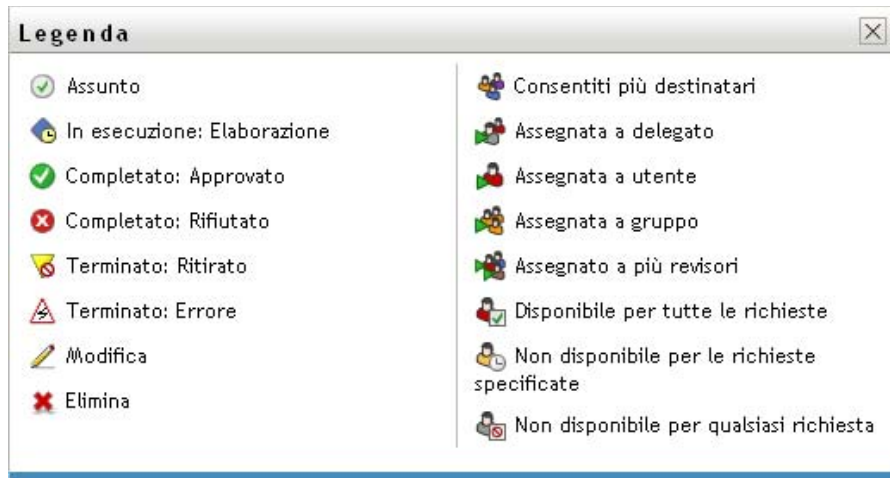 Legenda
Assunto
In esecuzione: Elaborazione
Completato: Approvato
Completato: Rifiutato
Terminato: Ritirato
Terminato: Errore
Modifica
Elimina
Consentiti più destinatari
Assegnata a delegato
Assegnata a utente
Assegnata a gruppo
Assegnato a più revisori
Disponibile per tutte le richieste
Non disponibile per le richieste
specificate
Non disponibile per qualsiasi richiesta